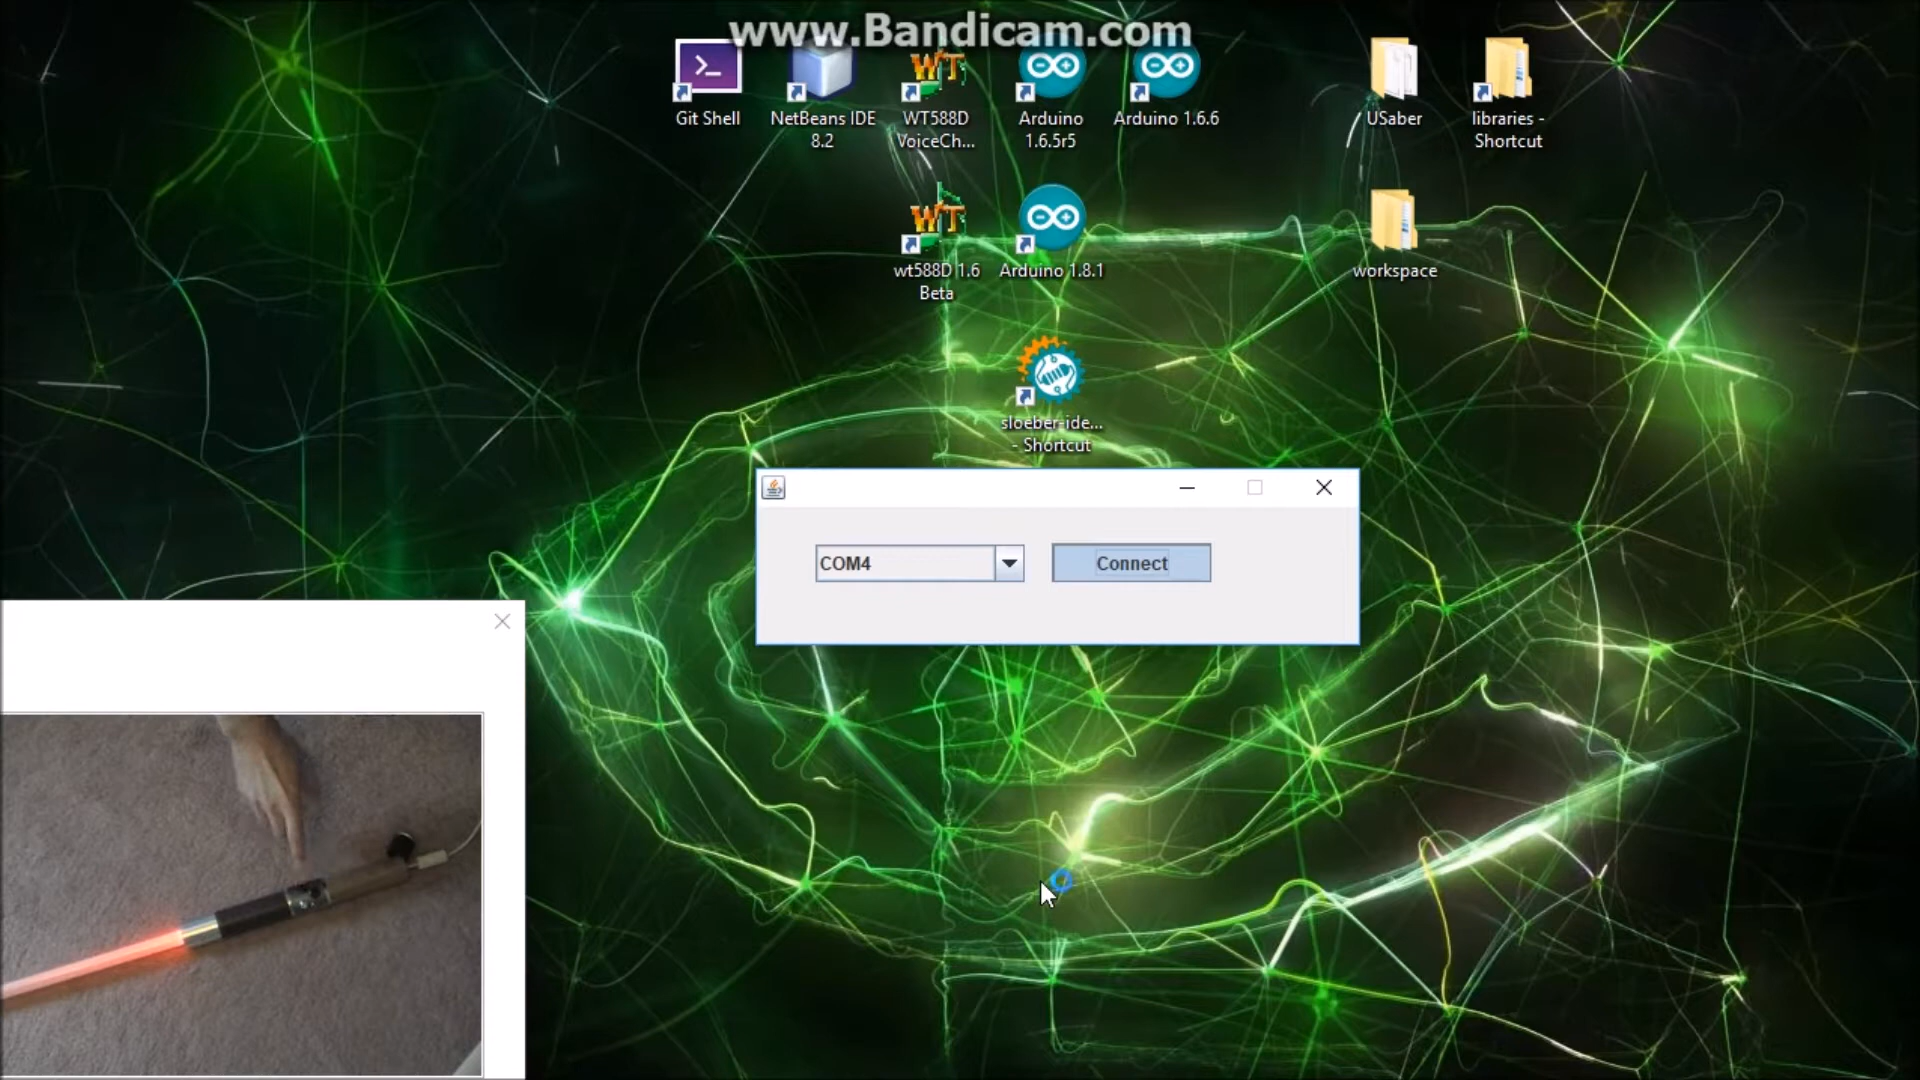 www.Bandicam.com
Git Shell
NetBeans IDE
8.2
WT588D
VoiceCh...
Arduino
1.6.5r5
Arduino 1.6.6
USaber
libraries -
Shortcut
wt588D 1.6
Beta
Arduino 1.8.1
workspace
sloeber-ide...
- Shortcut
COM4
Connect